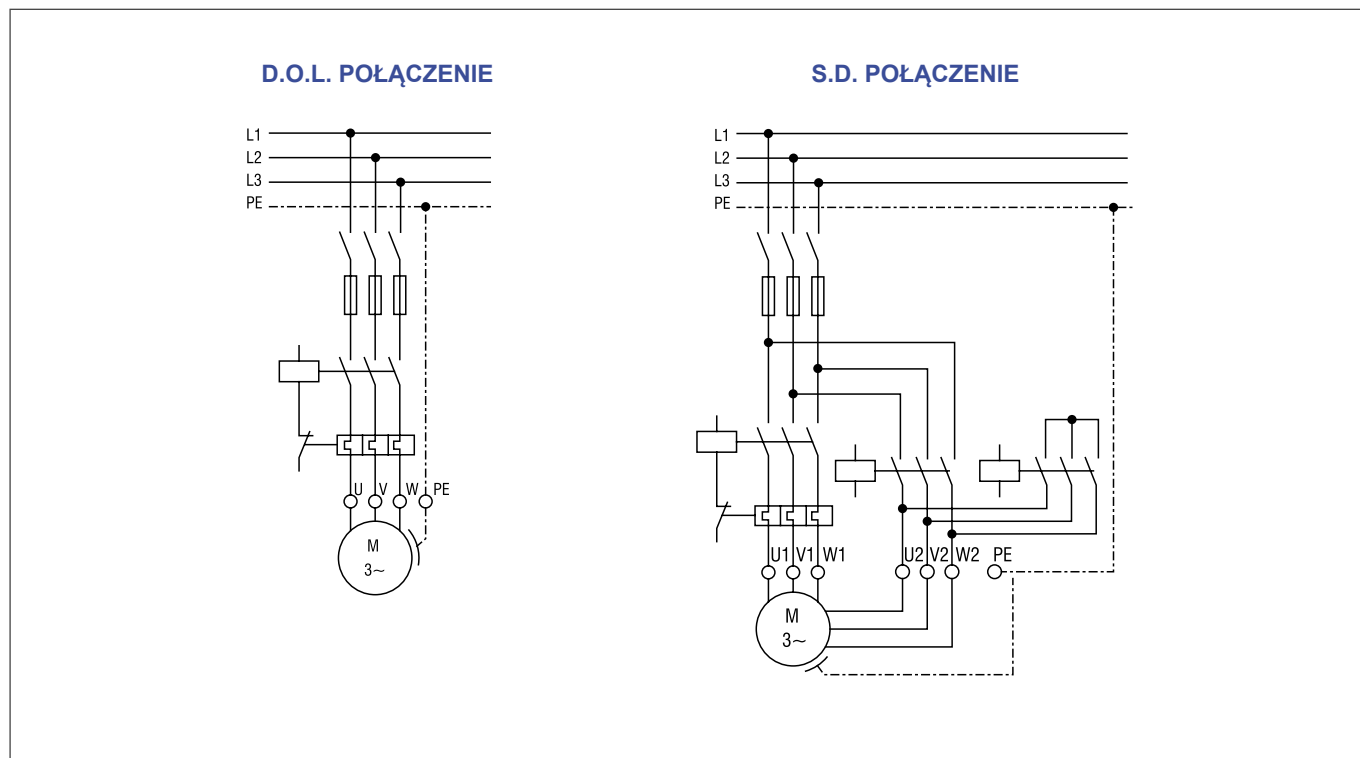 D.O.L. POŁĄCZENIE
L1
L2
L3
PE
U V W PE
M
3~
S.D. POŁĄCZENIE
L1
L2
L3
PE
U1 V1 W1
U2 V2 W2 PE
M
3~